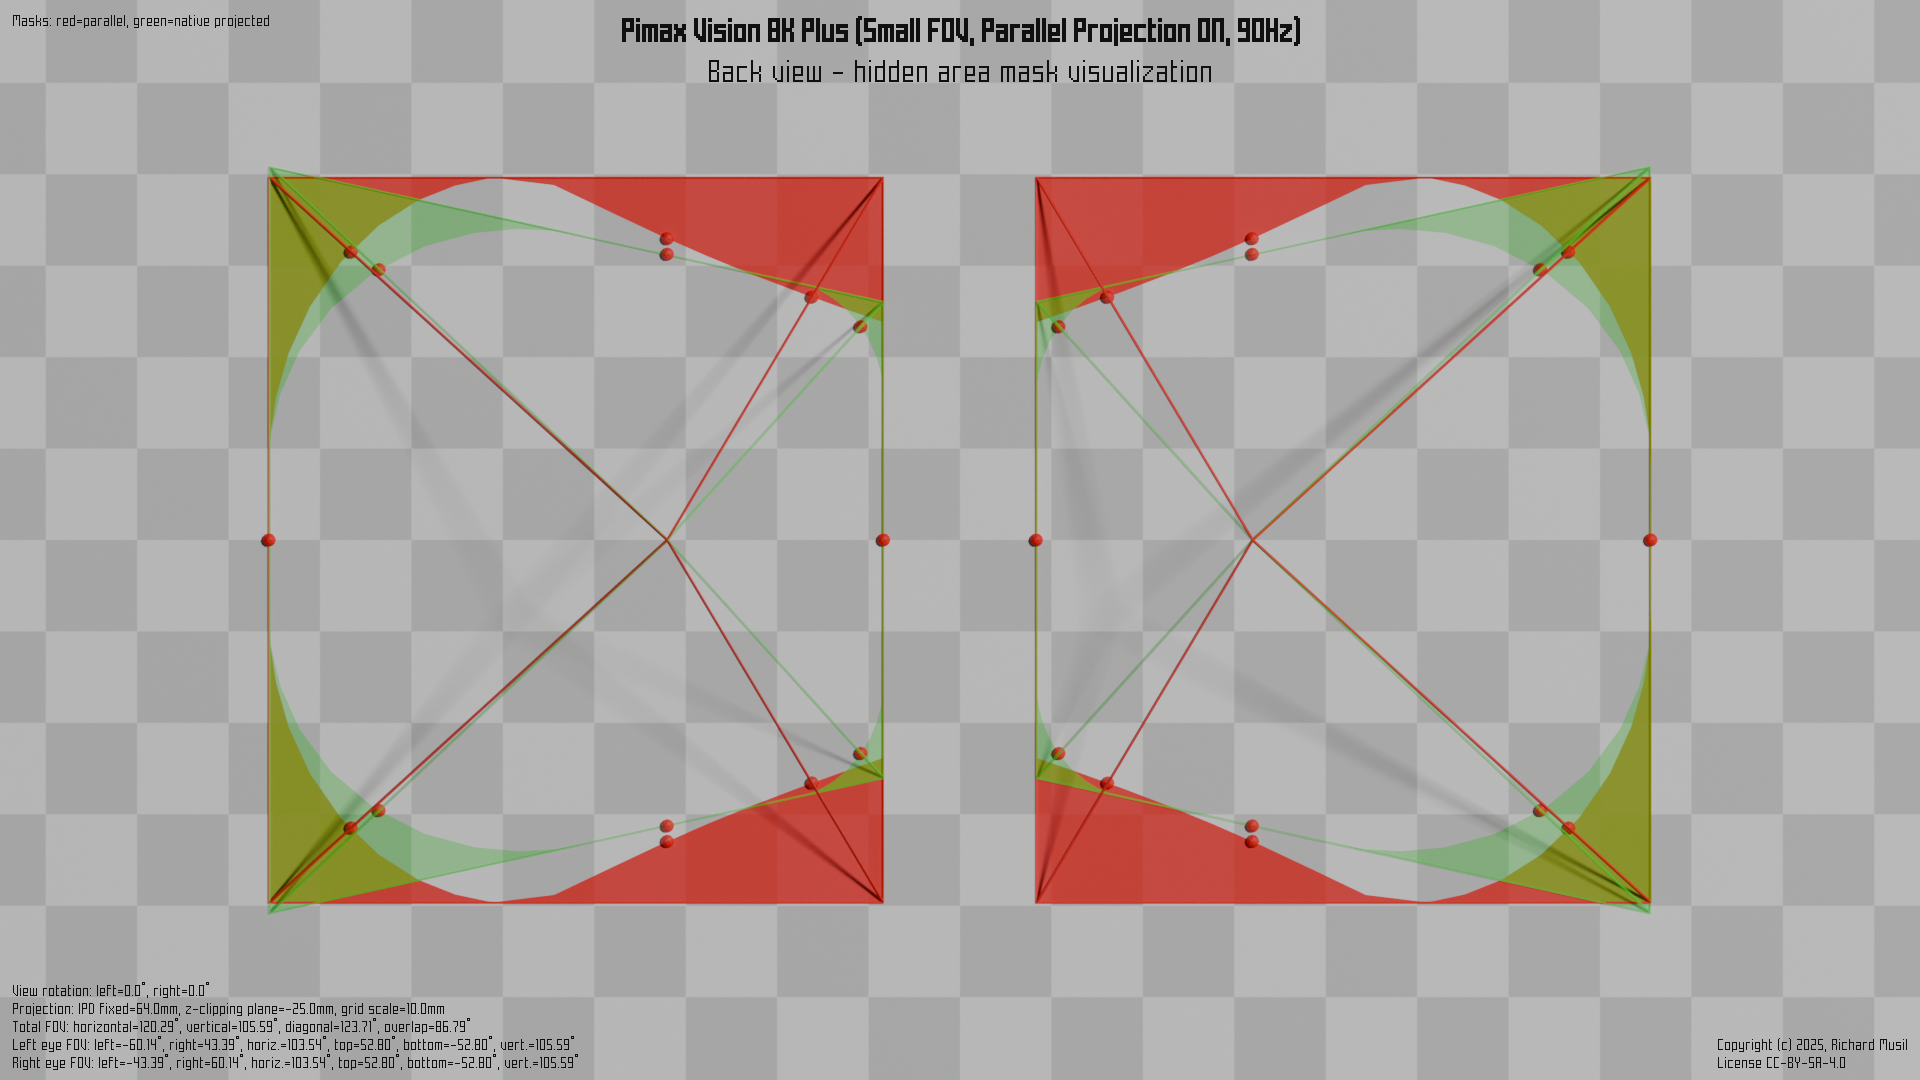 Masks: red=parallel, green=native projected
Pimax Vision 8K Plus (Small FOV, Parallel Projection ON, 90Hz)
Back view - hidden area mask visualization
View rotation: left=0.0°, right=0.0°
Projection: IPD fixed=64.0mm, z-clipping plane=-25.0mm, grid scale=10.0mm
Total FOV: horizontal=120.29°, vertical=105.59°, diagonal=123.71°, overlap=86.79°
Left eye FOV: left=-60.14°, right=43.39°, horiz.=103.54°, top=52.80°, bottom=-52.80°, vert.=105.59°
Right eye FOV: left=-43.39°, right=60.14°, horiz.=103.54°, top=52.80°, bottom=-52.80°, vert.=105.59°
Copyright (c) 2025, Richard Musil
License CC-BY-SA-4.0